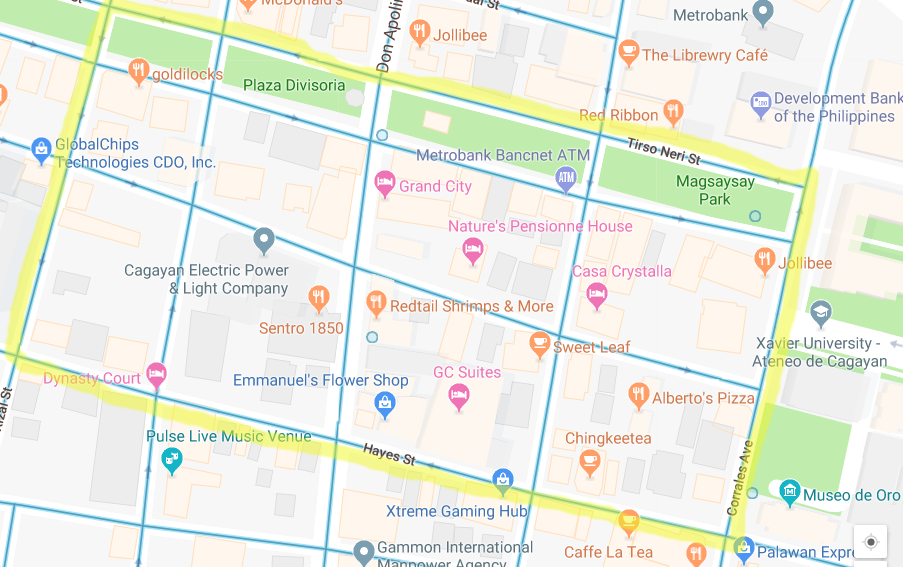 McDonald's
Jollibee
Metrobank
The Librewry Café
Don Apolli
goldilocks
Plaza Divisoria
Development Bank
of the Philippines
Red Ribbon
GlobalChips
Technologies CDO, Inc.
Metrobank Bancnet ATM
ATM
Tirso Neri St
Magsaysay
Park
Grand City
Nature's Pensionne House
Cagayan Electric Power
& Light Company
Casa Crystalla
Jollibee
Sentro 1850
Redtail Shrimps & More
Sweet Leaf
Xavier University -
Ateneo de Cagayan
Dynasty Court
Emmanuel's Flower Shop
GC Suites
Alberto's Pizza
Pulse Live Music Venue
Hayes St
Chingkeetea
Corrales Ave
Museo de Oro
Xtreme Gaming Hub
Caffe La Tea
Palawan Expre
Gammon International
Manpower Agency